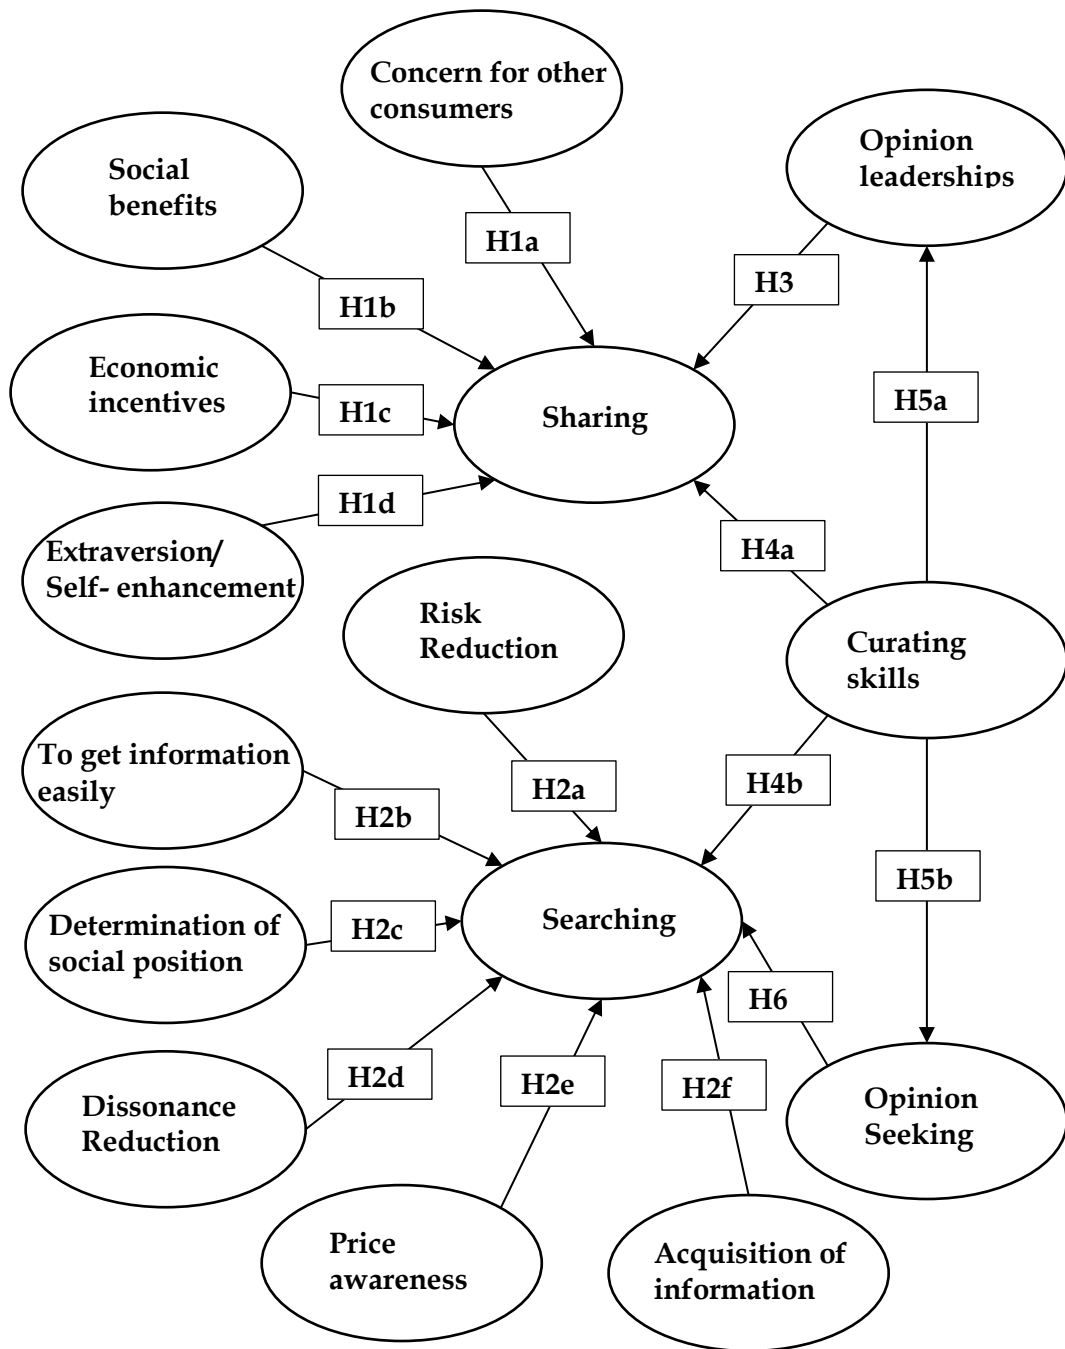 Concern for other
consumers
Opinion
leaderships
Social
benefits
H1a
H3
H1b
Economic
incentives
H1c
Sharing
H5a
H1d
H4a
Extraversion/
Self- enhancement
Risk
Reduction
Curating
skills
To get information
easily
H2a
H4b
H2b
H5b
Determination of
social position
H2c
Searching
H6
H2d
H2e
H2f
Dissonance
Reduction
Opinion
Seeking
Price
awareness
Acquisition of
information